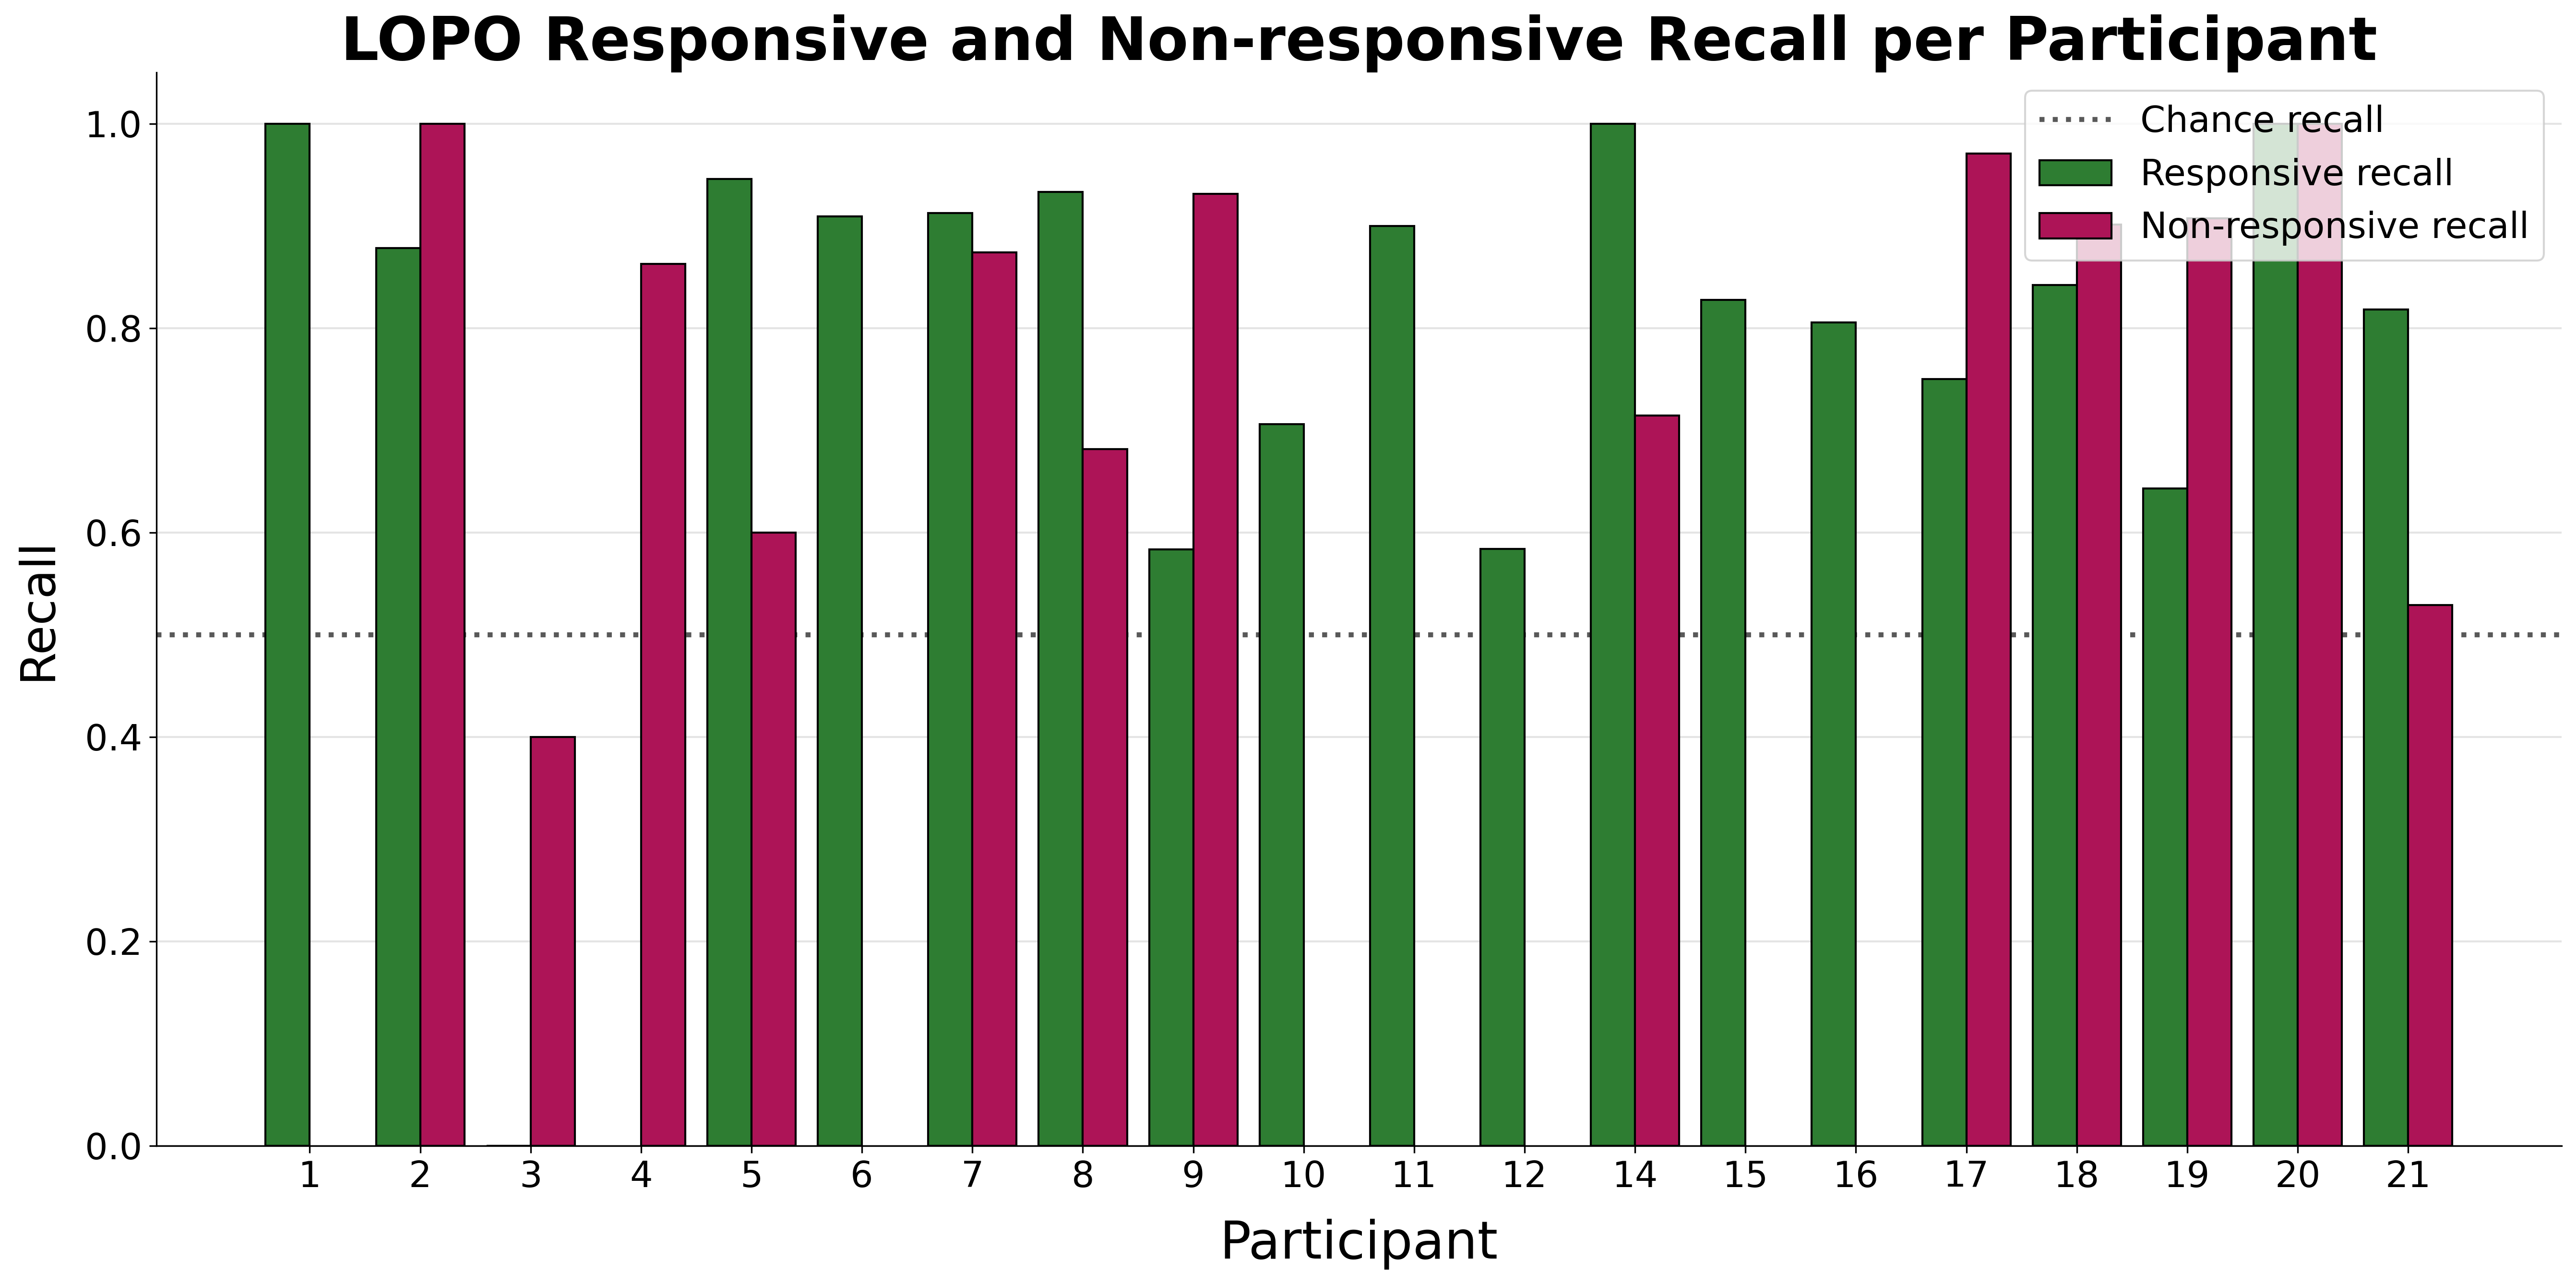 LOPO Responsive and Non-responsive Recall per Participant
Chance recall
Responsive recall
Non-responsive recall
1.0
0.8
0.6
0.4
0.2
0.0
Recall
1 2 3 4 5 6 7 8 9 10 11 12 14 15 16 17 18 19 20 21
Participant